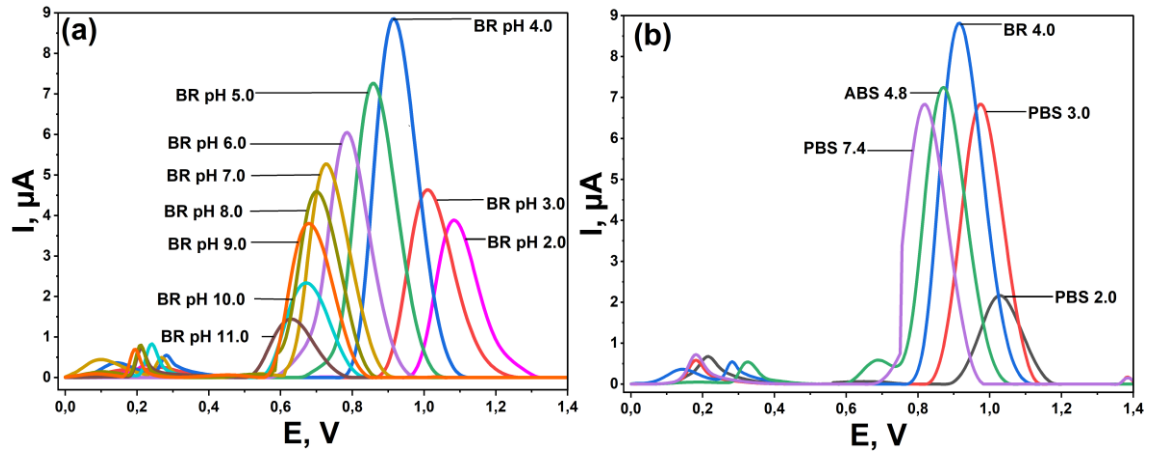 (a)
BR pH 4.0
BR pH 5.0
BR pH 6.0
BR pH 7.0
BR pH 8.0
BR pH 9.0
BR pH 10.0
BR pH 11.0
BR pH 3.0
BR pH 2.0
I, µA
9
8
7
6
5
4
3
2
1
0
0,0 0,2 0,4 0,6 0,8 1,0 1,2 1,4
E, V
(b)
BR 4.0
ABS 4.8
PBS 3.0
PBS 7.4
PBS 2.0
I, µA
9
8
7
6
5
4
3
2
1
0
0,0 0,2 0,4 0,6 0,8 1,0 1,2 1,4
E, V